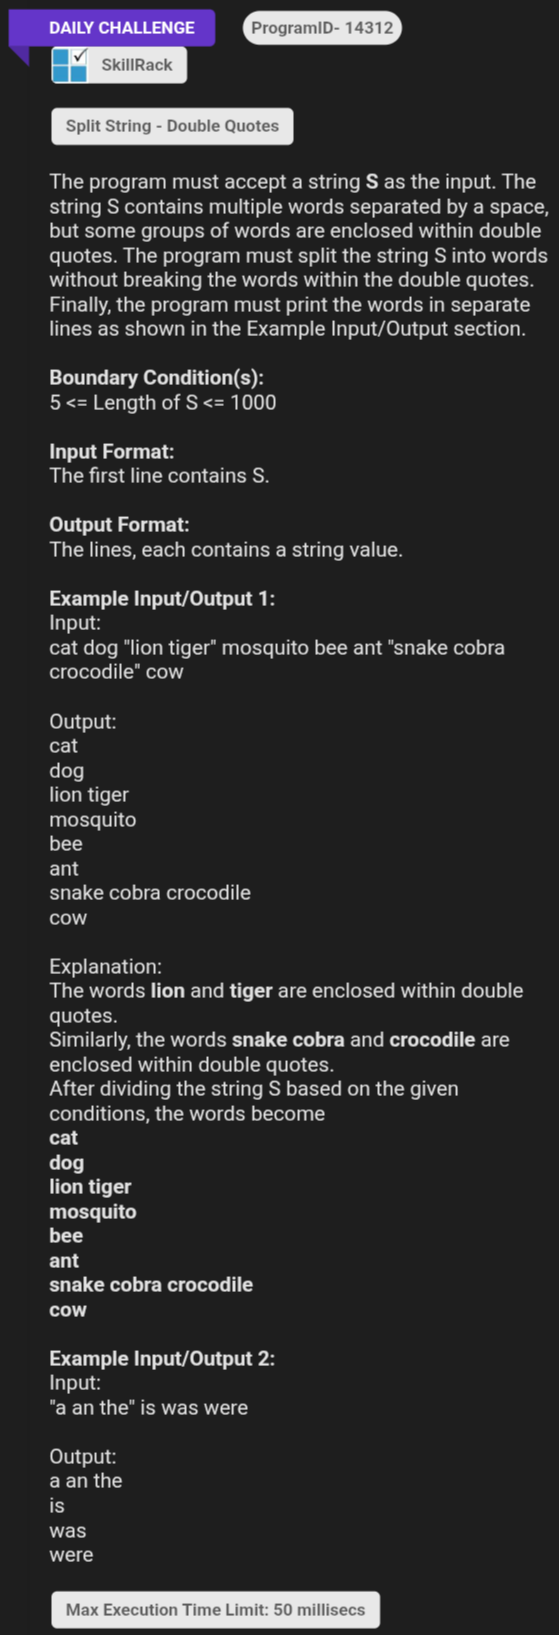 DAILY CHALLENGE
ProgramID- 14312
SkillRack
Split String - Double Quotes
The program must accept a string S as the input. The
string S contains multiple words separated by a space,
but some groups of words are enclosed within double
quotes. The program must split the string S into words
without breaking the words within the double quotes.
Finally, the program must print the words in separate
lines as shown in the Example Input/Output section.
Boundary Condition(s):
5 <= Length of S <= 1000
Input Format:
The first line contains S.
Output Format:
The lines, each contains a string value.
Example Input/Output 1:
Input:
cat dog "lion tiger" mosquito bee ant "snake cobra
crocodile" cow
Output:
cat
dog
lion tiger
mosquito
bee
ant
snake cobra crocodile
cow
Explanation:
The words lion and tiger are enclosed within double
quotes.
Similarly, the words snake cobra and crocodile are
enclosed within double quotes.
After dividing the string S based on the given
conditions, the words become
cat
dog
lion tiger
mosquito
bee
ant
snake cobra crocodile
cow
Example Input/Output 2:
Input:
"a an the" is was were
Output:
a an the
is
was
were
Max Execution Time Limit: 50 millisecs